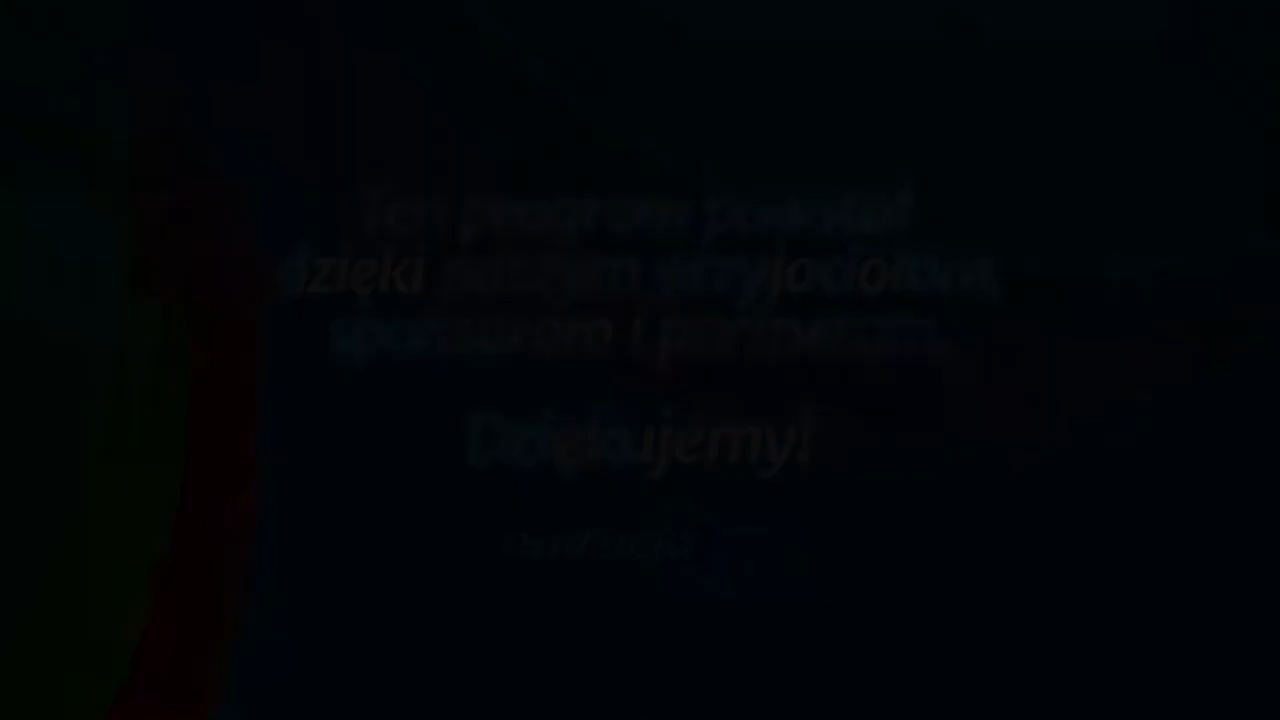 Ten program powstał
dzięki naszym przyjaciołom,
sponsorom i partnerom.
Dziękujemy!